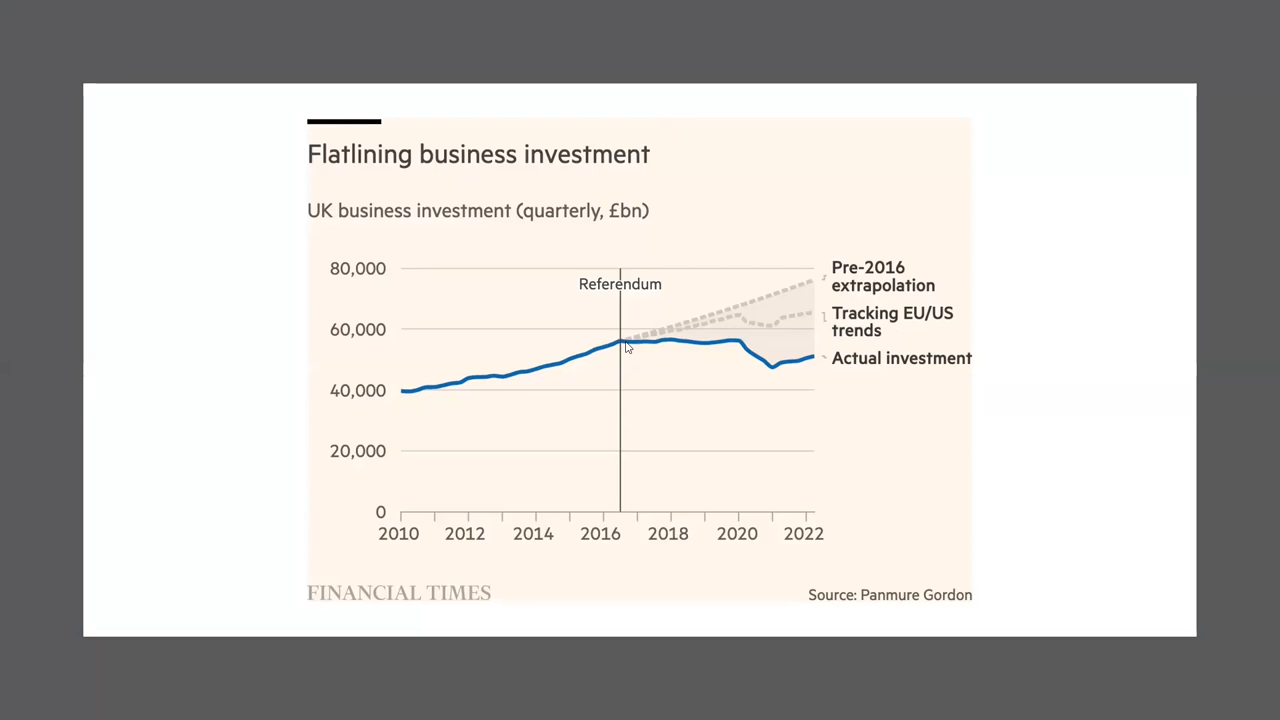 Flatlining business investment
UK business investment (quarterly, £bn)
80,000
60,000
40,000
20,000
0
Referendum
Pre-2016
extrapolation
Tracking EU/US
trends
Actual investment
2010 2012 2014 2016 2018 2020 2022
FINANCIAL TIMES
Source: Panmure Gordon